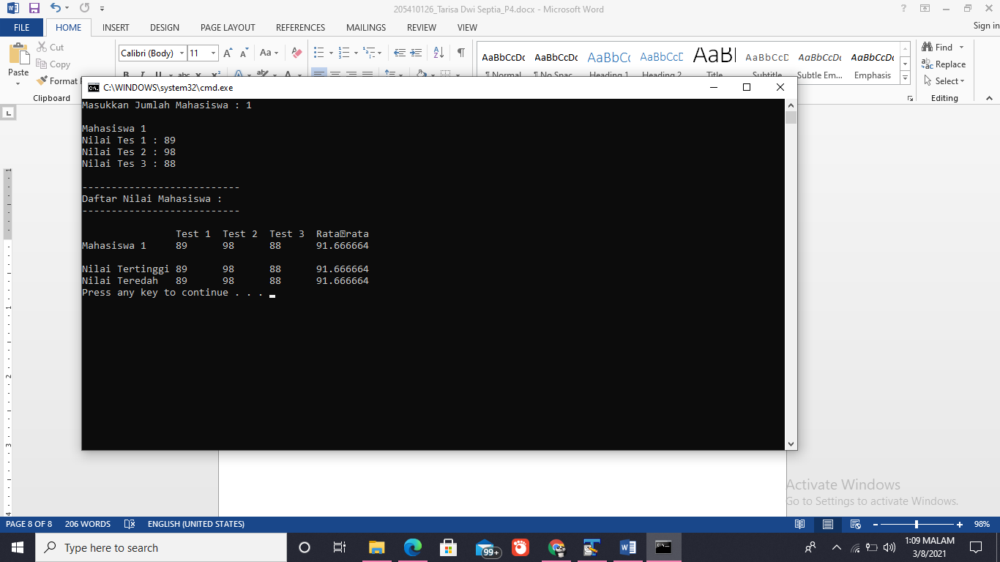 205410126_Tarisa Dwi Septia_P4.docx - Microsoft Word
FILE HOME INSERT DESIGN PAGE LAYOUT REFERENCES MAILINGS REVIEW VIEW Sign in
Paste
Cut
Copy
Format
Clipboard
Calibri (Body) 11
AaBbCcDc AaBbCcDc AaBbCc AaBbCcD AaBl AaBbCcD AaBbCcDc AaBbCcDc
¶ Normal ¶ No Spac... Heading 1 Heading 2 Title Subtitle Subtle Em... Emphasis
Find
Replace
Select
Editing
C:\WINDOWS\system32\cmd.exe
Masukkan Jumlah Mahasiswa : 1
Mahasiswa 1
Nilai Tes 1 : 89
Nilai Tes 2 : 98
Nilai Tes 3 : 88
---------------------------
Daftar Nilai Mahasiswa :
---------------------------
Test 1 Test 2 Test 3 Rata�rata
Mahasiswa 1 89 98 88 91.666664
Nilai Tertinggi 89 98 88 91.666664
Nilai Teredah 89 98 88 91.666664
Press any key to continue . . .
Activate Windows
Go to Settings to activate Windows.
PAGE 8 OF 8 206 WORDS ENGLISH (UNITED STATES) 98%
Type here to search
99+
1:09 MALAM
3/8/2021